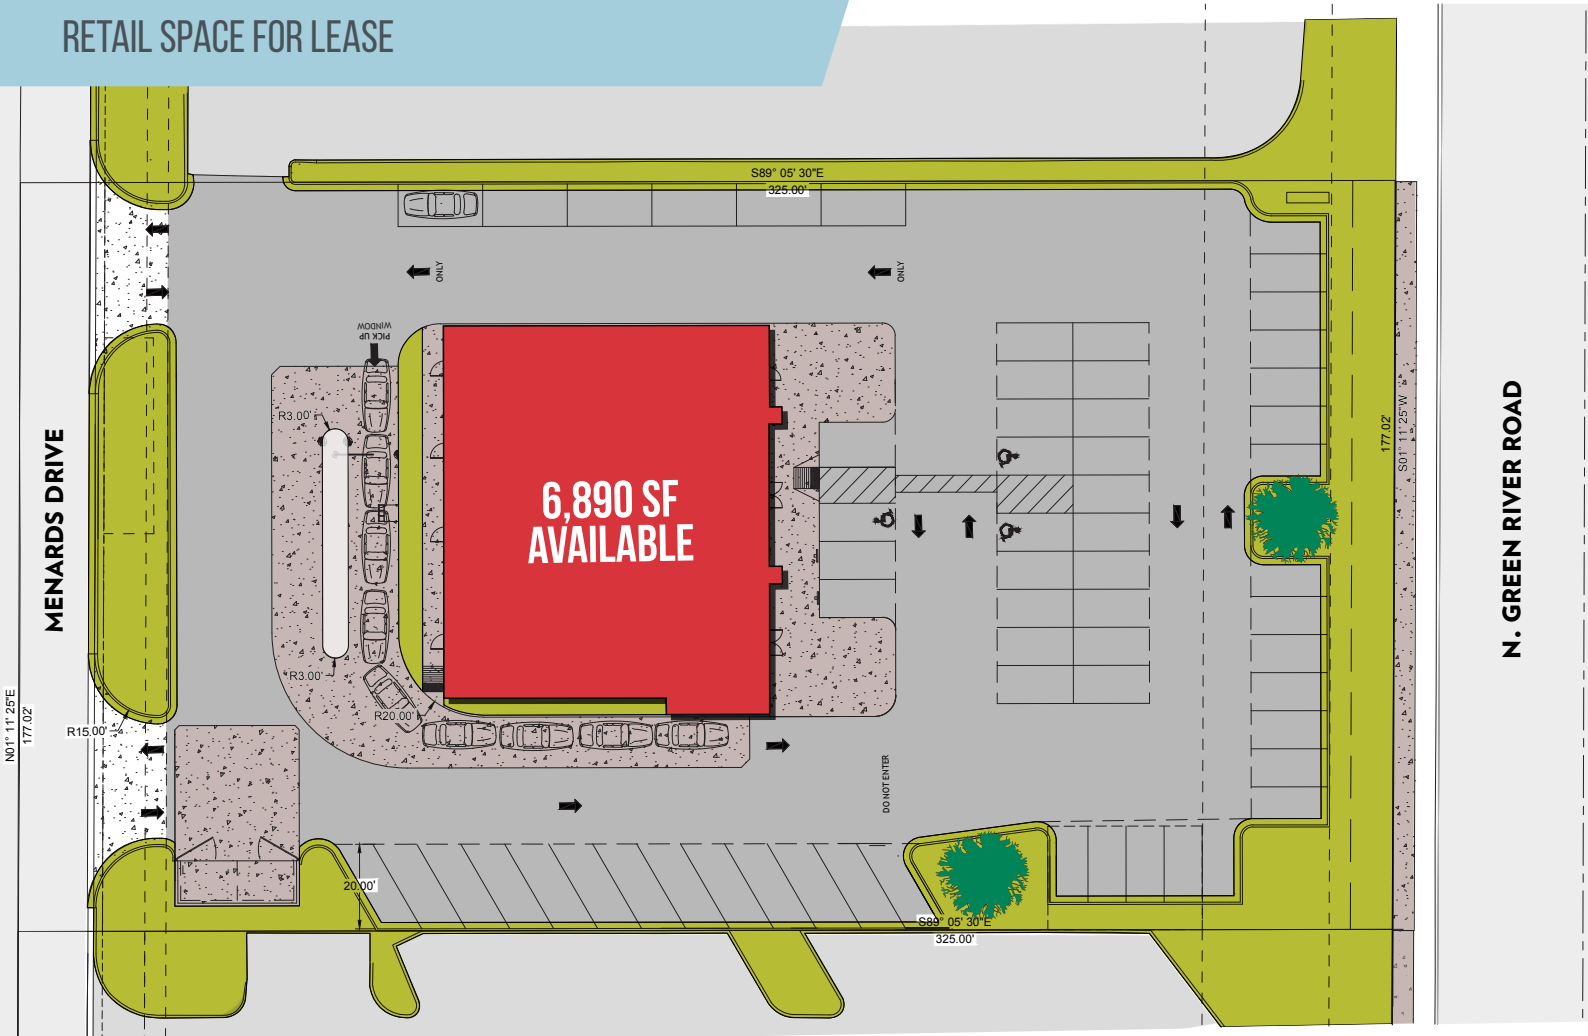 RETAIL SPACE FOR LEASE
S89° 05' 30"E
325.00'
ONLY
ONLY
PICK UP
WINDOW
R3.00'
6,890 SF
AVAILABLE
MENARDS DRIVE
N. GREEN RIVER ROAD
177.02'
S01° 11' 25"W
R3.00'
R20.00'
N01° 11' 25"E
177.02'
R15.00'
DO NOT ENTER
20.00'
S89° 05' 30"E
325.00'